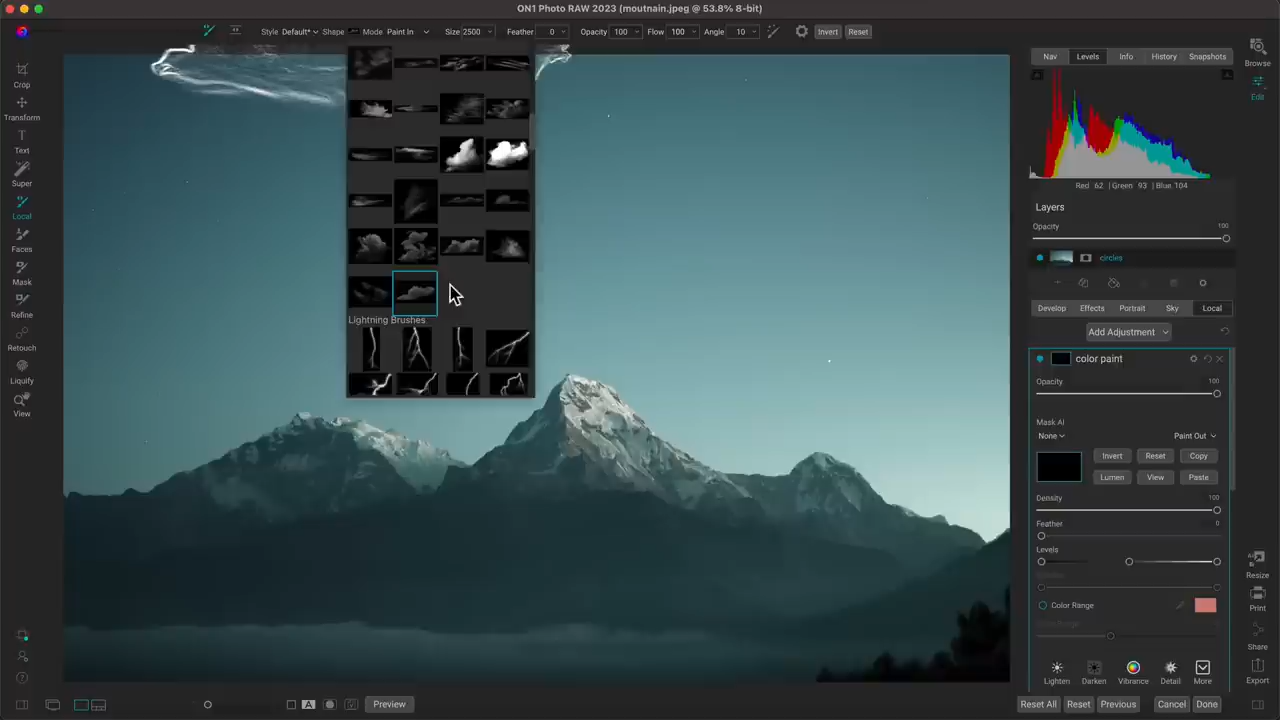 ON1 Photo RAW 2023 (moutnain.jpeg @ 53.8% 8-bit)
Style Default* Shape Mode Paint In Size 2500 Feather 0 Opacity 100 Flow 100 Angle 10 Invert Reset
Crop
Transform
Text
Super
Local
Faces
Mask
Refine
Retouch
Liquify
View
Lightning Brushes
Nav Levels Info History Snapshots
Red 62 | Green 93 | Blue 104
Layers
Opacity 100
circles
Develop Effects Portrait Sky Local
Add Adjustment
color paint
Opacity 100
Mask AI
None Paint Out
Invert Reset Copy
Lumen View Paste
Density 100
Feather 0
Levels
Color Range
Lighten Darken Vibrance Detail More
Browse
Edit
Resize
Print
Share
Export
A Preview
Reset All Reset Previous Cancel Done